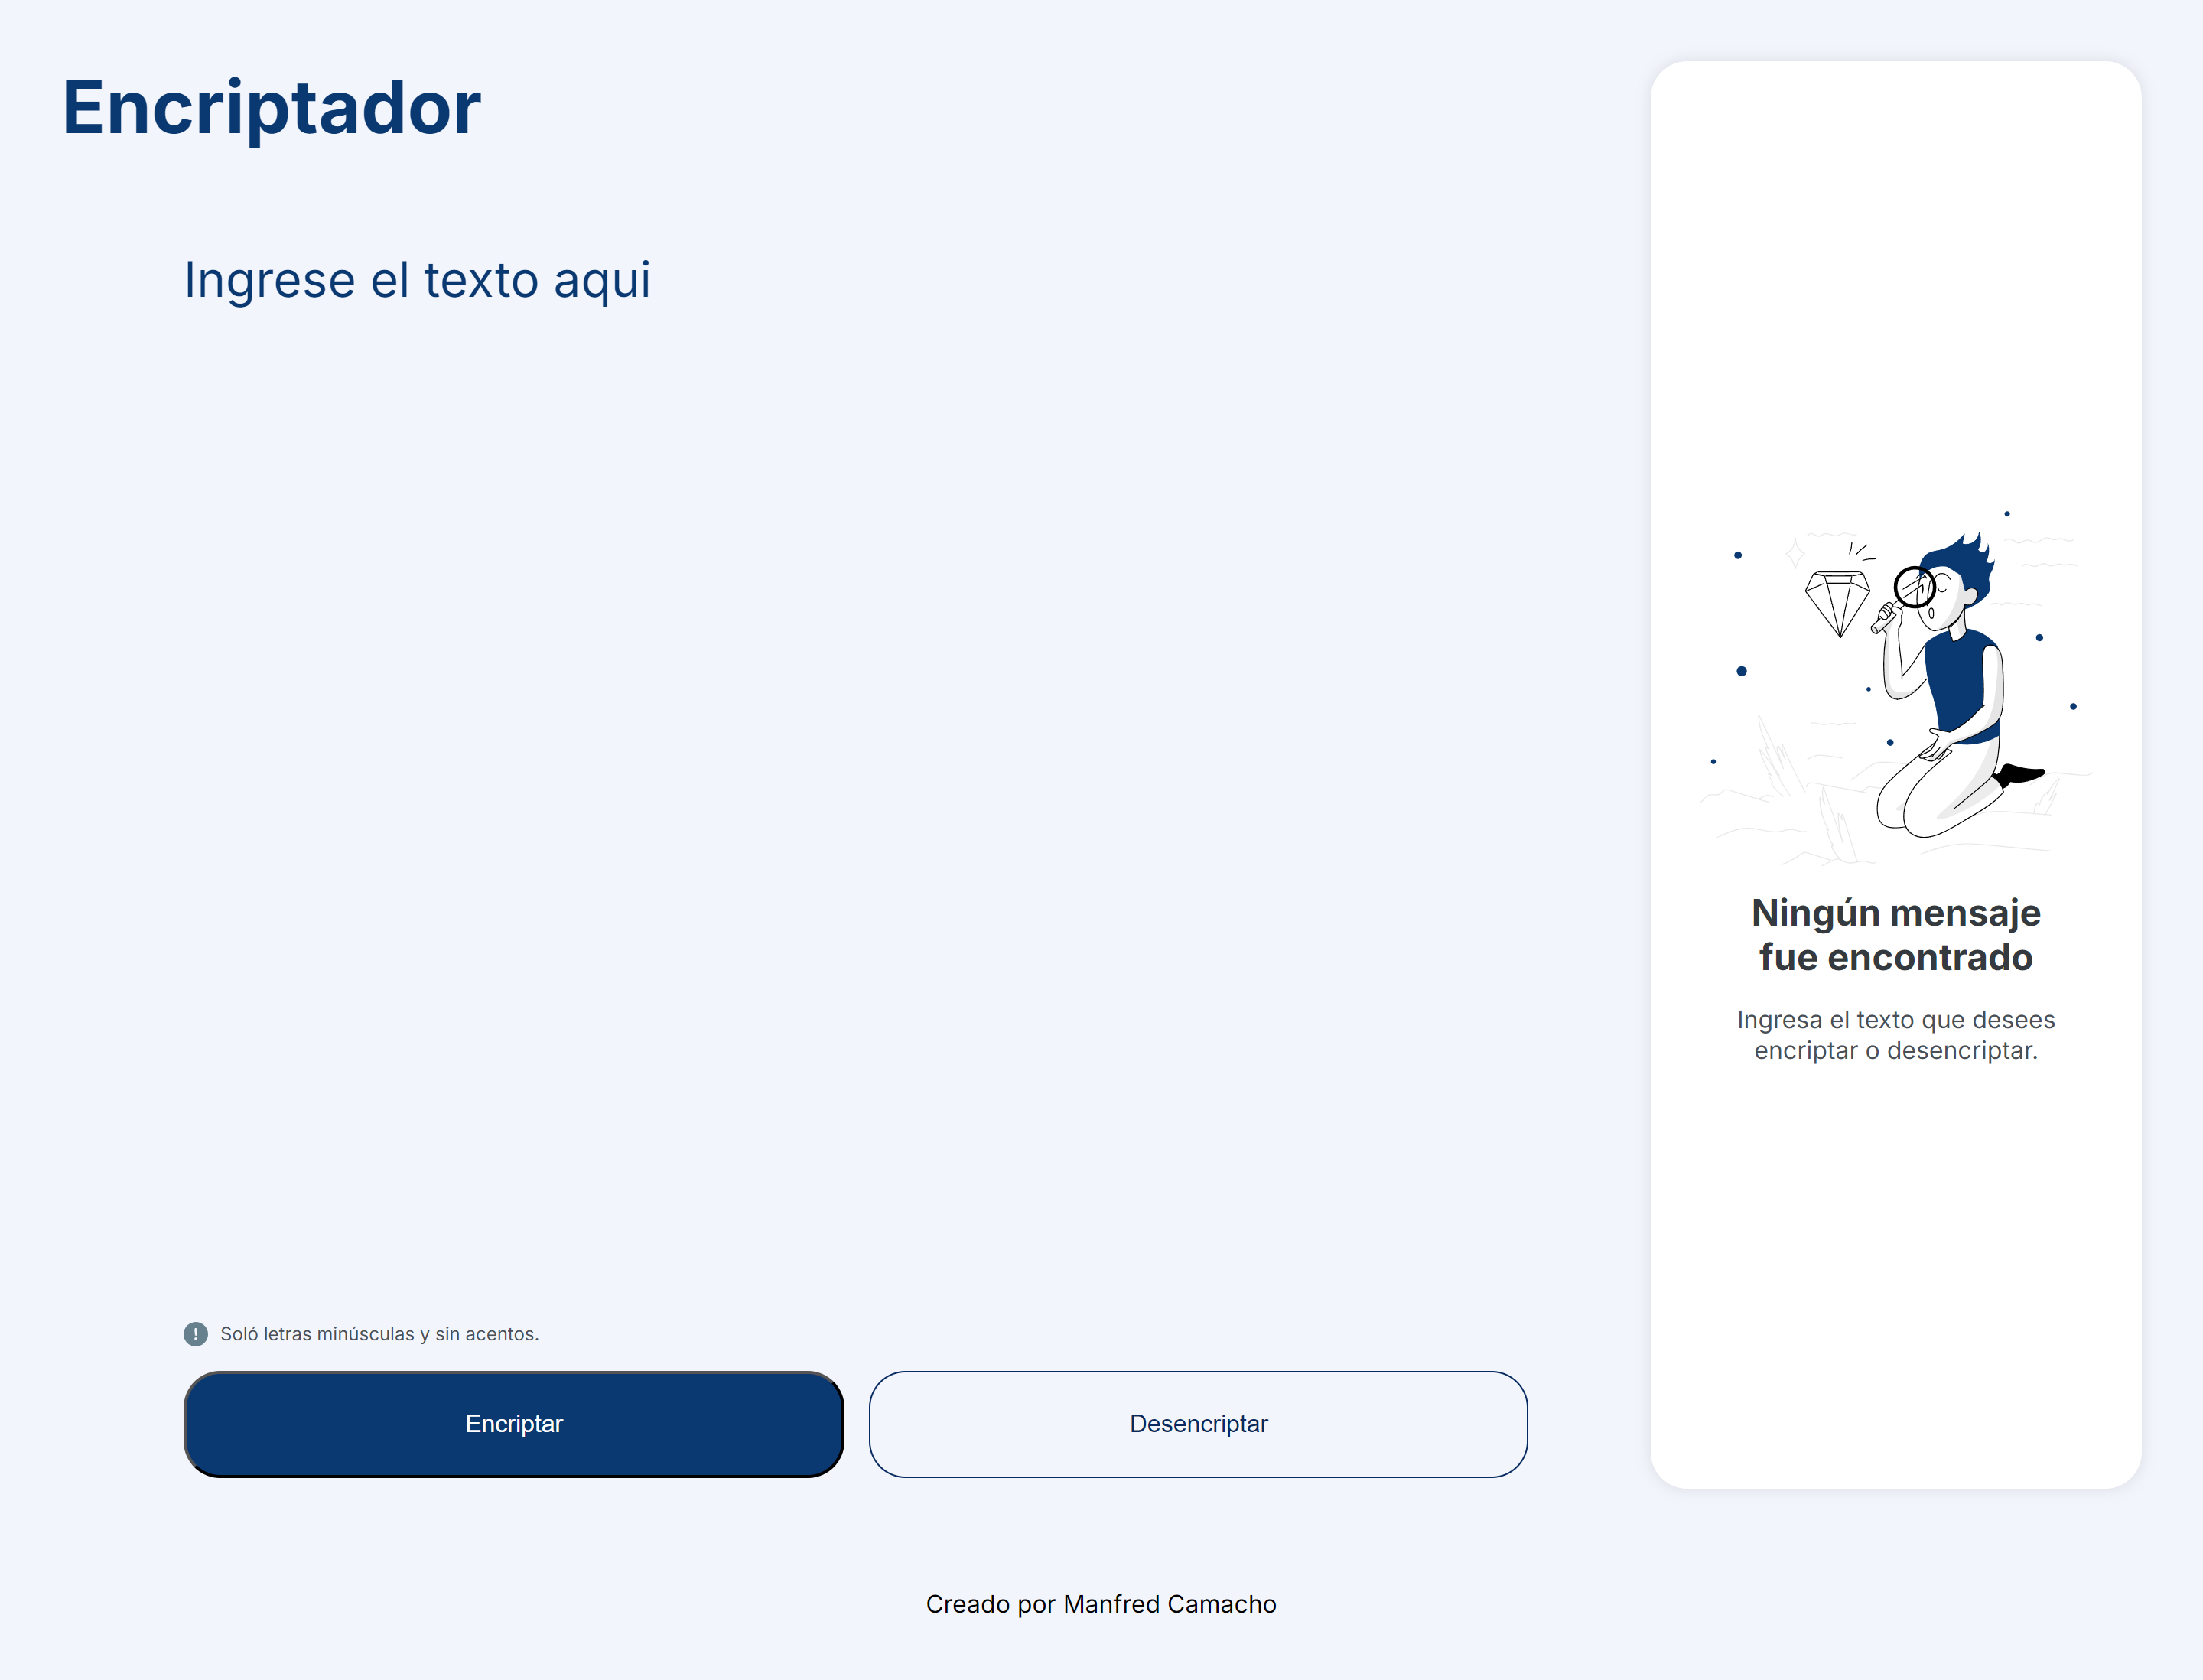 Encriptador
Ingrese el texto aqui
Ningún mensaje
fue encontrado
Ingresa el texto que desees
encriptar o desencriptar.
! Soló letras minúsculas y sin acentos.
Encriptar
Desencriptar
Creado por Manfred Camacho